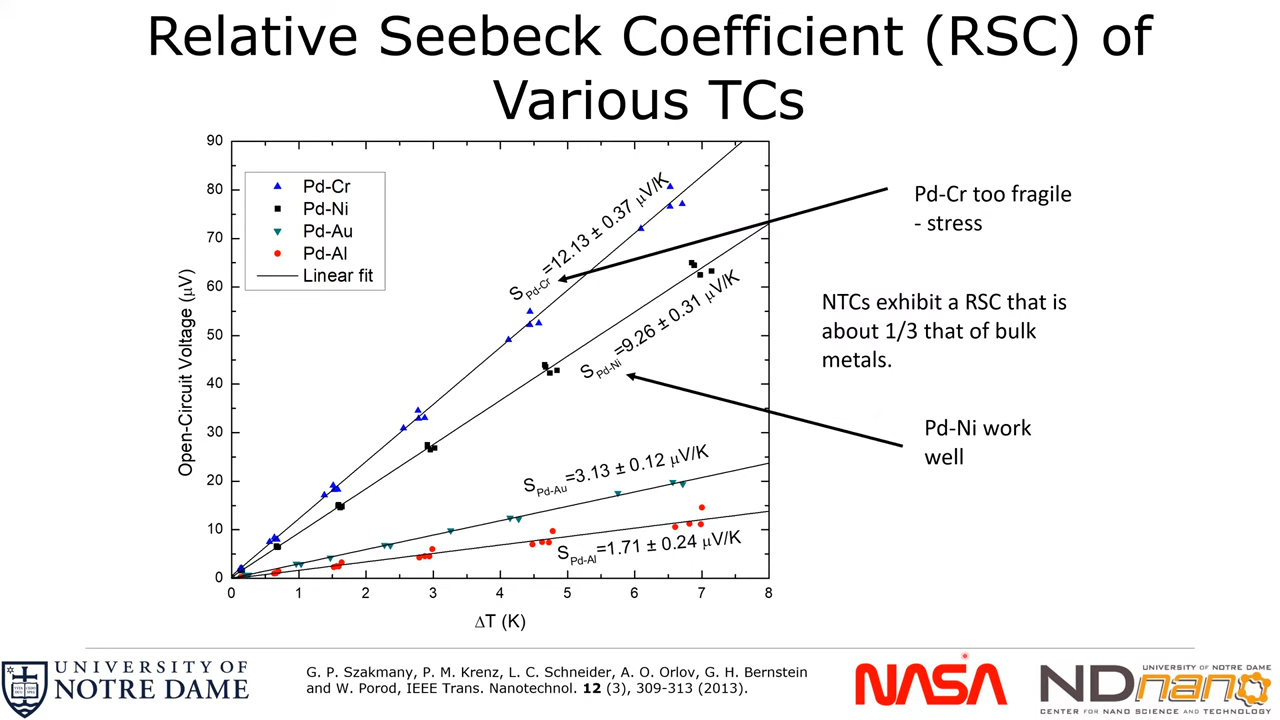 Relative Seebeck Coefficient (RSC) of
Various TCs
90
80
70
60
50
40
30
20
10
0
Open-Circuit Voltage (μV)
Pd-Cr
Pd-Ni
Pd-Au
Pd-Al
Linear fit
S Pd-Cr=12.13 ± 0.37 μV/K
S Pd-Ni=9.26 ± 0.31 μV/K
S Pd-Au=3.13 ± 0.12 μV/K
S Pd-Al=1.71 ± 0.24 μV/K
0 1 2 3 4 5 6 7 8
ΔT (K)
Pd-Cr too fragile
- stress
NTCs exhibit a RSC that is
about 1/3 that of bulk
metals.
Pd-Ni work
well
UNIVERSITY OF
NOTRE DAME
G. P. Szakmany, P. M. Krenz, L. C. Schneider, A. O. Orlov, G. H. Bernstein
and W. Porod, IEEE Trans. Nanotechnol. 12 (3), 309-313 (2013).
NASA
UNIVERSITY OF NOTRE DAME
NDnano
CENTER FOR NANO SCIENCE AND TECHNOLOGY